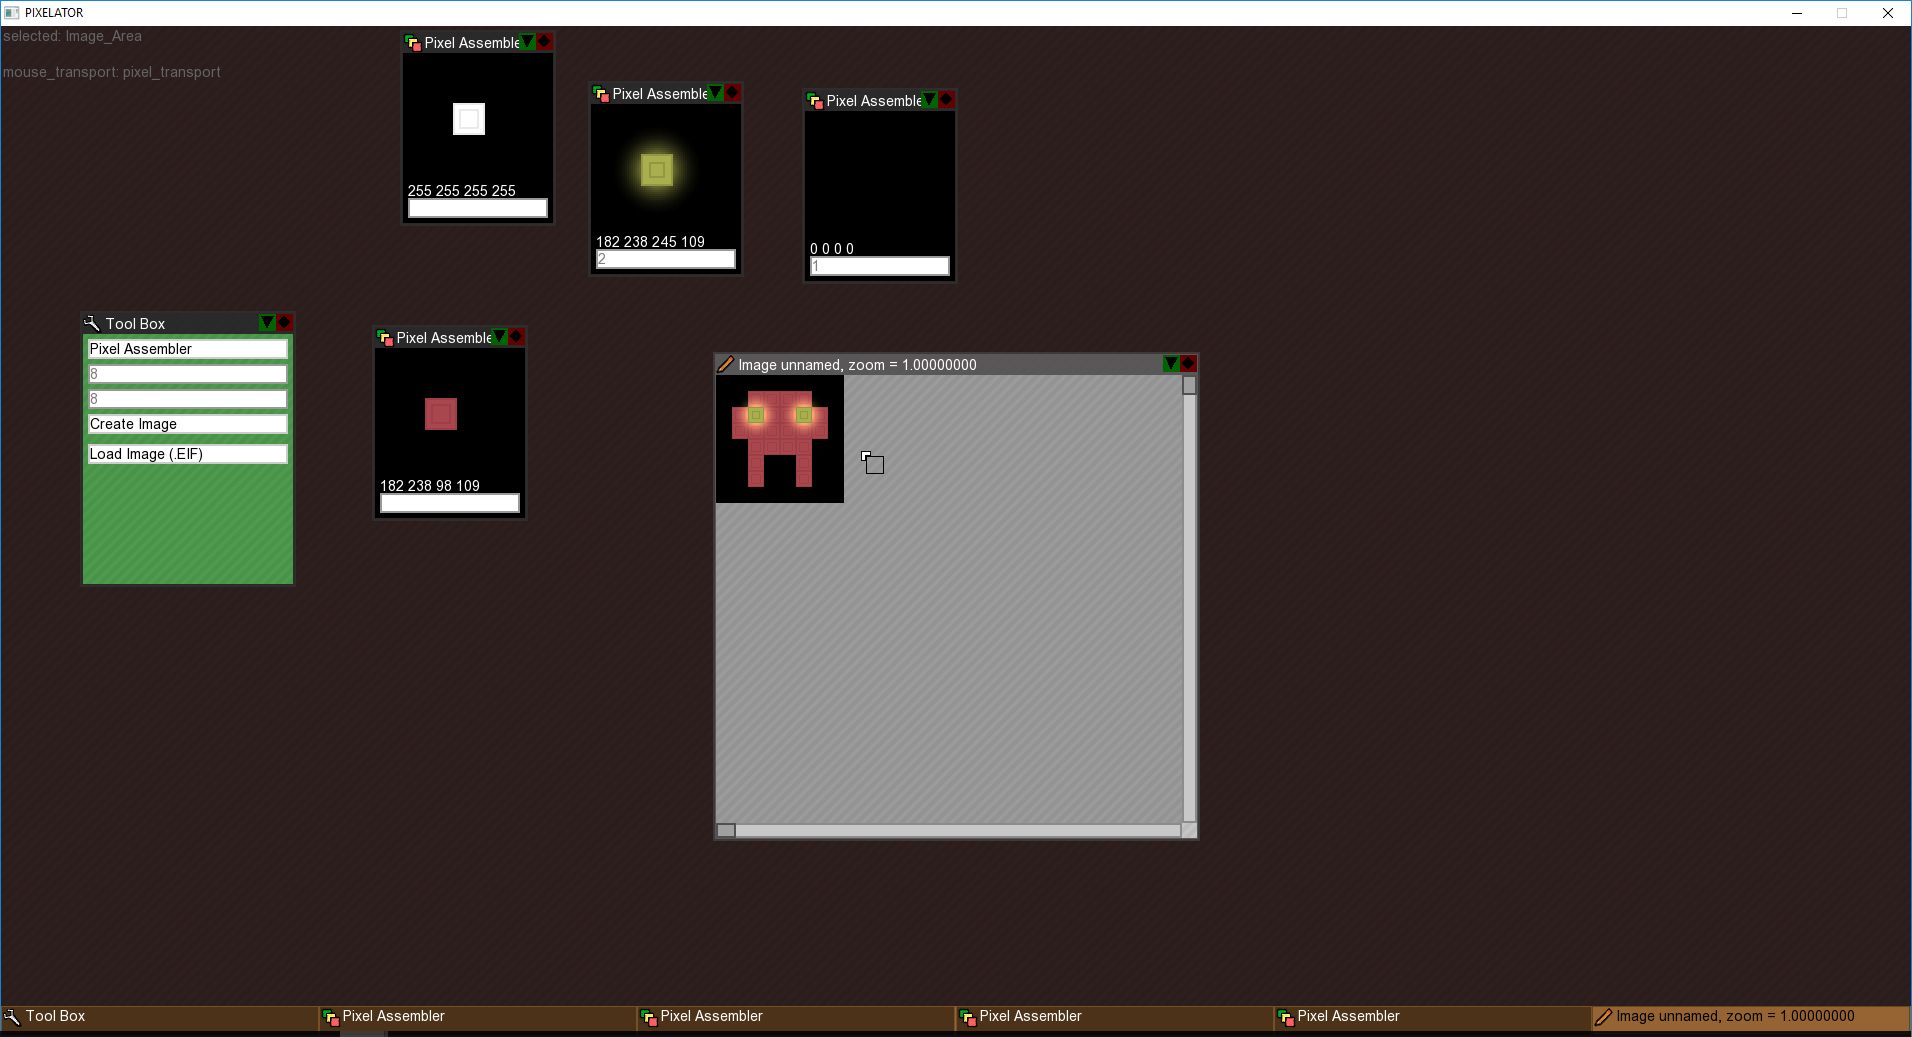 PIXELATOR
selected: Image_Area
mouse_transport: pixel_transport
Pixel Assemble
255 255 255 255
Pixel Assemble
182 238 245 109
2
Pixel Assemble
0 0 0 0
1
Tool Box
Pixel Assembler
8
8
Create Image
Load Image (.EIF)
Pixel Assemble
182 238 98 109
Image unnamed, zoom = 1.00000000
Tool Box
Pixel Assembler
Pixel Assembler
Pixel Assembler
Pixel Assembler
Image unnamed, zoom = 1.00000000